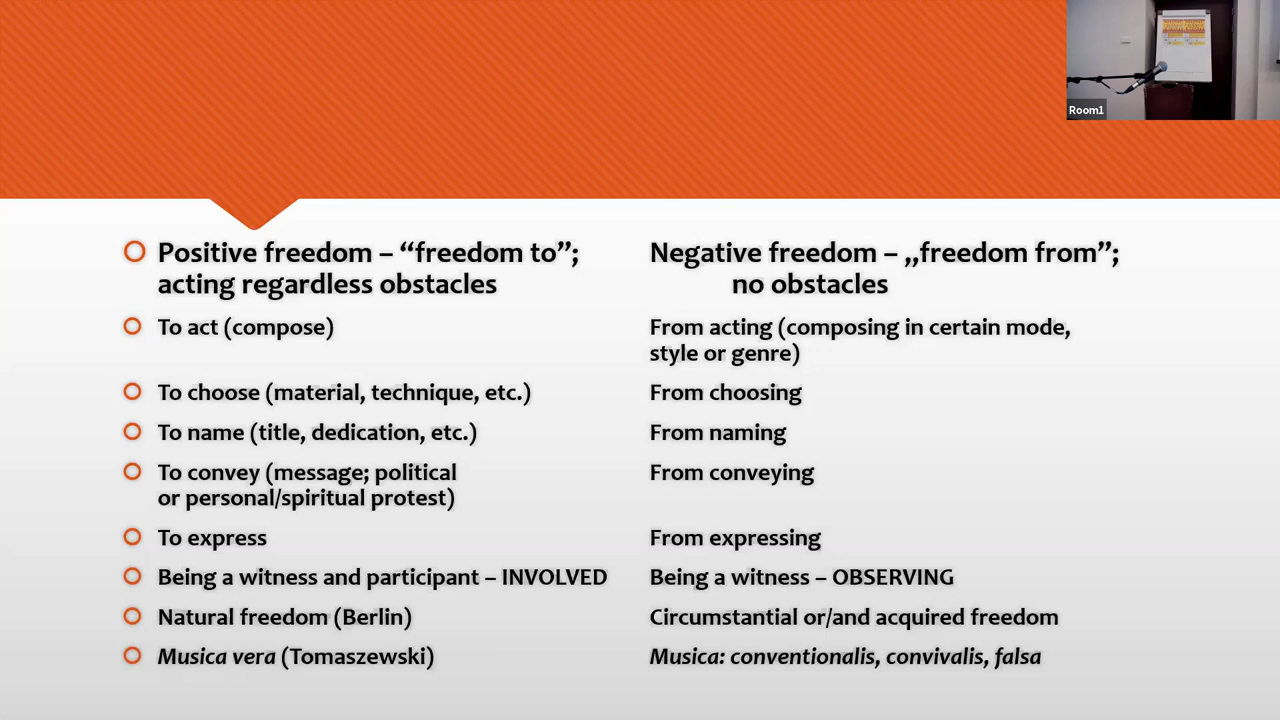 Room1
Positive freedom – “freedom to”;
acting regardless obstacles
Negative freedom – „freedom from”;
no obstacles
To act (compose)
From acting (composing in certain mode,
style or genre)
To choose (material, technique, etc.)
From choosing
To name (title, dedication, etc.)
From naming
To convey (message; political
or personal/spiritual protest)
From conveying
To express
From expressing
Being a witness and participant – INVOLVED
Being a witness – OBSERVING
Natural freedom (Berlin)
Circumstantial or/and acquired freedom
Musica vera (Tomaszewski)
Musica: conventionalis, convivalis, falsa